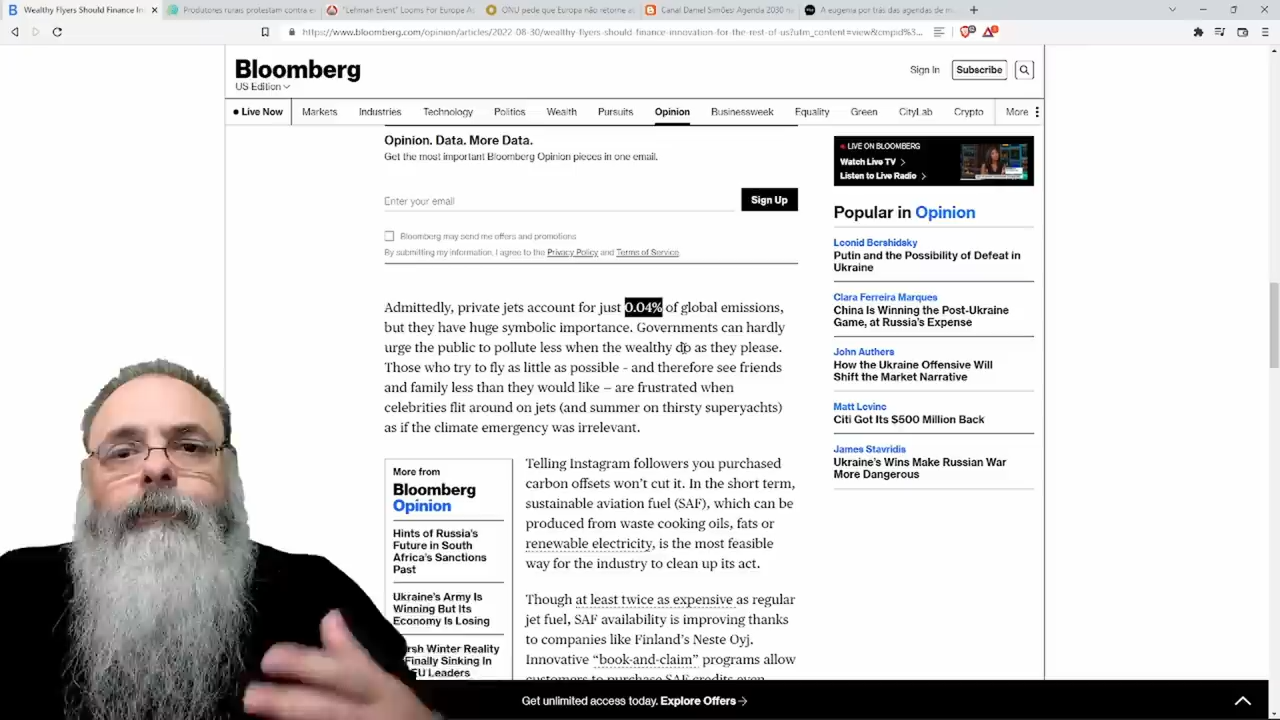 Wealthy Flyers Should Finance In
Produtores rurais protestam contra e
"Lehman Event" Looms For Europe As
ONU pede que Europa não retorne a
Canal Daniel Simões: Agenda 2030 n
A eugenia por trás das agendas de in
https://www.bloomberg.com/opinion/articles/2022-08-30/wealthy-flyers-should-finance-innovation-for-the-rest-of-us?utm_content=view&cmpid%3...
Bloomberg
US Edition
Sign In
Subscribe
Live Now
Markets
Industries
Technology
Politics
Wealth
Pursuits
Opinion
Businessweek
Equality
Green
CityLab
Crypto
More
Opinion. Data. More Data.
Get the most important Bloomberg Opinion pieces in one email.
Enter your email
Sign Up
Bloomberg may send me offers and promotions
By submitting my information, I agree to the Privacy Policy and Terms of Service.
Admittedly, private jets account for just 0.04% of global emissions,
but they have huge symbolic importance. Governments can hardly
urge the public to pollute less when the wealthy do as they please.
Those who try to fly as little as possible - and therefore see friends
and family less than they would like – are frustrated when
celebrities flit around on jets (and summer on thirsty superyachts)
as if the climate emergency was irrelevant.
More from
Bloomberg
Opinion
Hints of Russia's
Future in South
Africa's Sanctions
Past
Ukraine's Army Is
Winning But Its
Economy Is Losing
rsh Winter Reality
Finally Sinking In
EU Leaders
Telling Instagram followers you purchased
carbon offsets won't cut it. In the short term,
sustainable aviation fuel (SAF), which can be
produced from waste cooking oils, fats or
renewable electricity, is the most feasible
way for the industry to clean up its act.
Though at least twice as expensive as regular
jet fuel, SAF availability is improving thanks
to companies like Finland's Neste Oyj.
Innovative "book-and-claim" programs allow
customers to purchase SAF credits even
LIVE ON BLOOMBERG
Watch Live TV
Listen to Live Radio
Popular in Opinion
Leonid Bershidsky
Putin and the Possibility of Defeat in
Ukraine
Clara Ferreira Marques
China Is Winning the Post-Ukraine
Game, at Russia's Expense
John Authers
How the Ukraine Offensive Will
Shift the Market Narrative
Matt Levine
Citi Got Its $500 Million Back
James Stavridis
Ukraine's Wins Make Russian War
More Dangerous
Get unlimited access today. Explore Offers